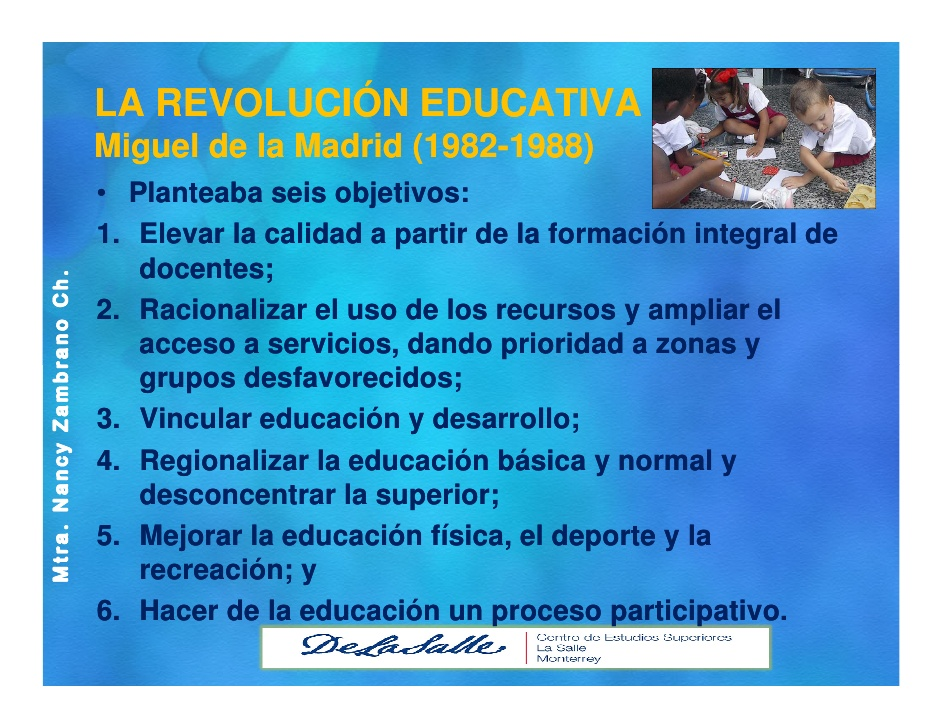 LA REVOLUCIÓN EDUCATIVA
Miguel de la Madrid (1982-1988)
• Planteaba seis objetivos:
1. Elevar la calidad a partir de la formación integral de
docentes;
2. Racionalizar el uso de los recursos y ampliar el
acceso a servicios, dando prioridad a zonas y
grupos desfavorecidos;
3. Vincular educación y desarrollo;
4. Regionalizar la educación básica y normal y
desconcentrar la superior;
5. Mejorar la educación física, el deporte y la
recreación; y
6. Hacer de la educación un proceso participativo.
Mtra. Nancy Zambrano Ch.
De La Salle
Centro de Estudios Superiores
La Salle
Monterrey